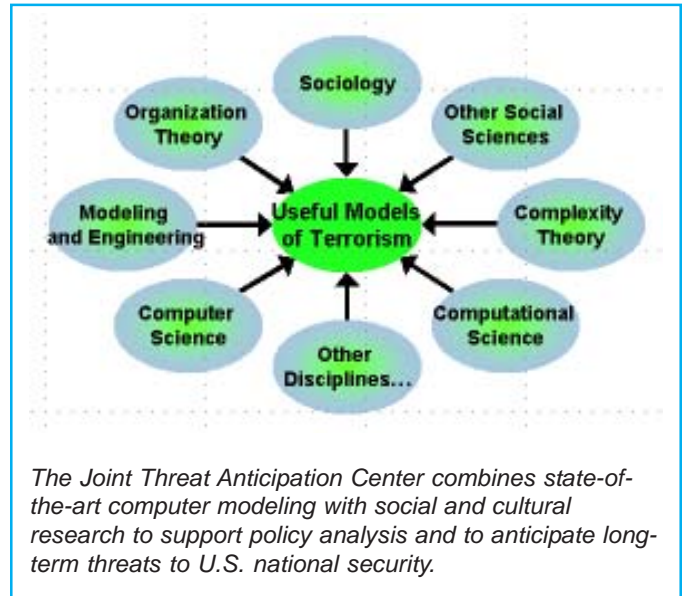 Sociology
Organization
Theory
Other Social
Sciences
Modeling
and Engineering
Useful Models
of Terrorism
Complexity
Theory
Computer
Science
Computational
Science
Other
Disciplines…
The Joint Threat Anticipation Center combines state-of-
the-art computer modeling with social and cultural
research to support policy analysis and to anticipate long-
term threats to U.S. national security.